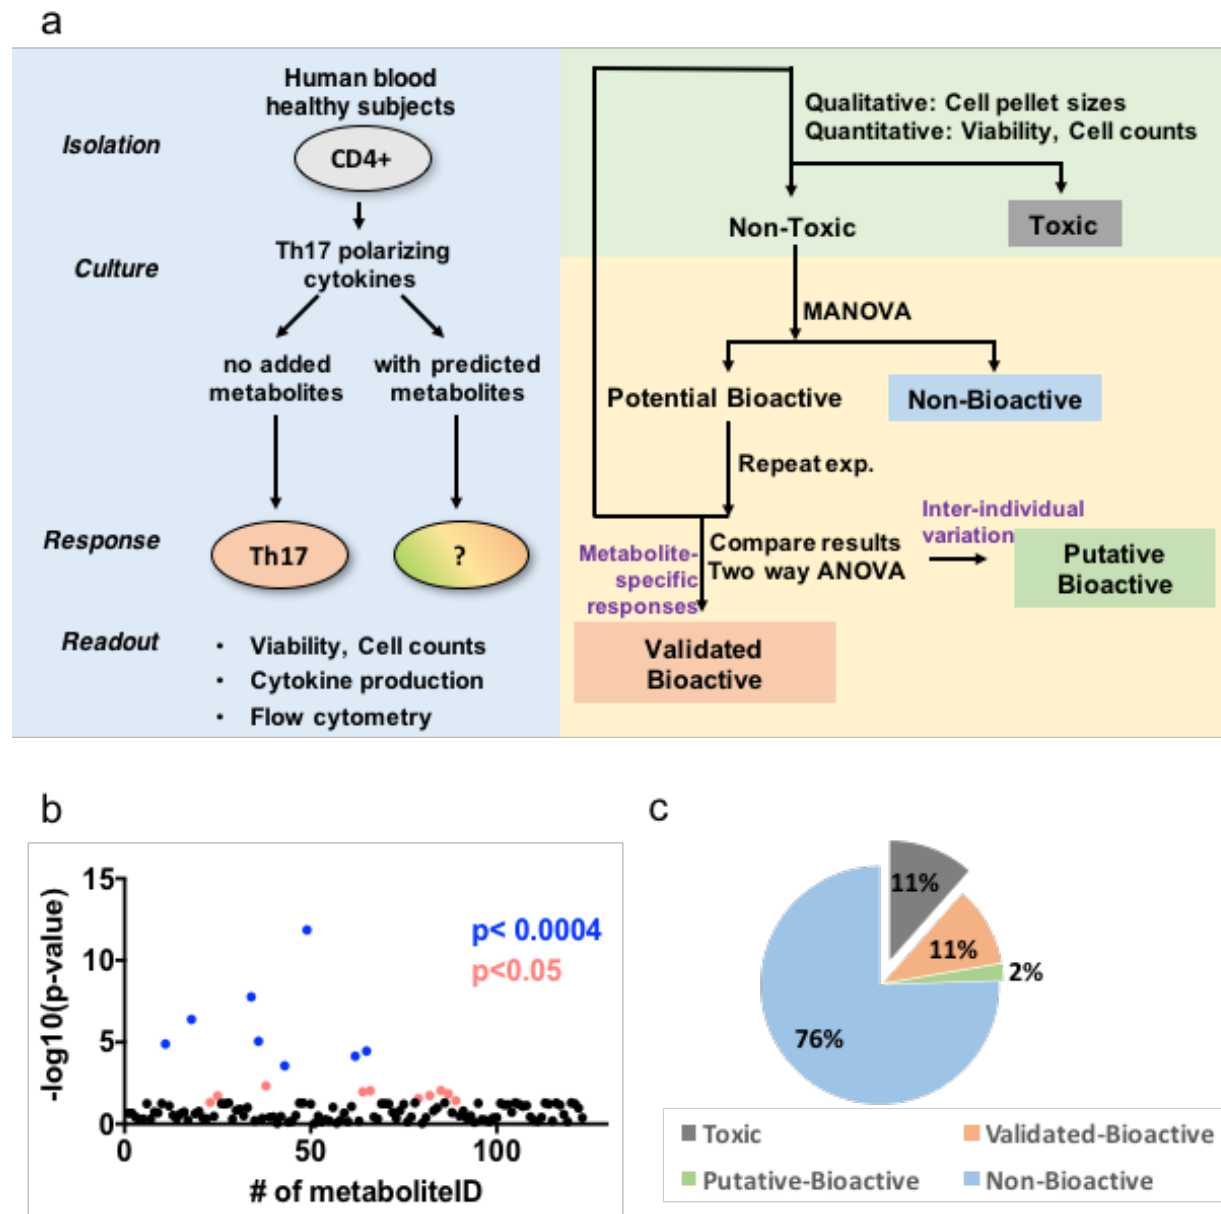 a
Human blood
healthy subjects
Isolation
CD4+
Culture
Th17 polarizing
cytokines
no added
metabolites
with predicted
metabolites
Response
Th17
?
Readout
• Viability, Cell counts
• Cytokine production
• Flow cytometry
Qualitative: Cell pellet sizes
Quantitative: Viability, Cell counts
Non-Toxic
Toxic
MANOVA
Potential Bioactive
Non-Bioactive
Repeat exp.
Inter-individual
variation
Metabolite-
specific
responses
Compare results
Two way ANOVA
Putative
Bioactive
Validated
Bioactive
b
15
10
5
0
-log10(p-value)
p< 0.0004
p<0.05
0
50
100
# of metaboliteID
c
11%
11%
2%
76%
Toxic
Validated-Bioactive
Putative-Bioactive
Non-Bioactive